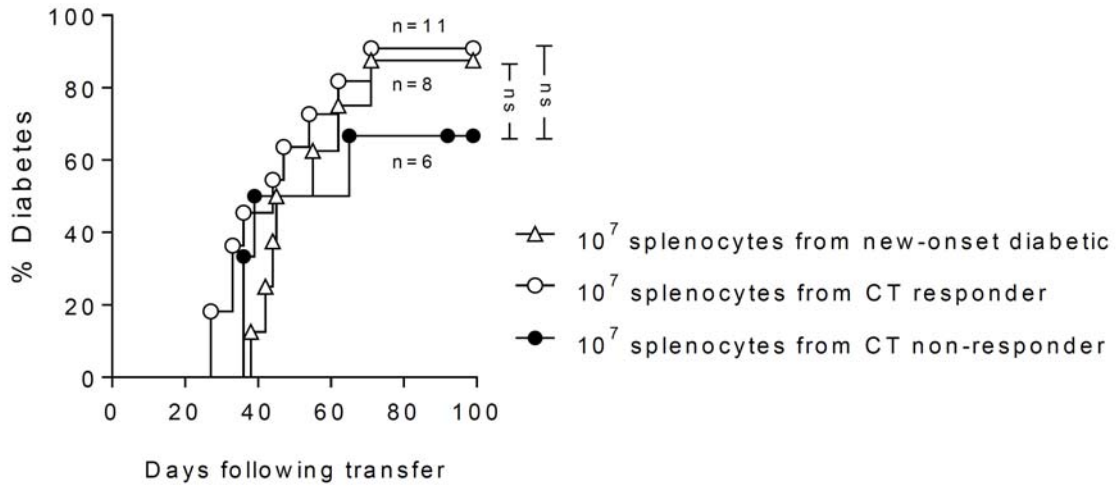 100
80
60
40
20
0
% Diabetes
n=11
n=8
n=6
ns
ns
0 20 40 60 80 100
Days following transfer
10⁷ splenocytes from new-onset diabetic
10⁷ splenocytes from CT responder
10⁷ splenocytes from CT non-responder